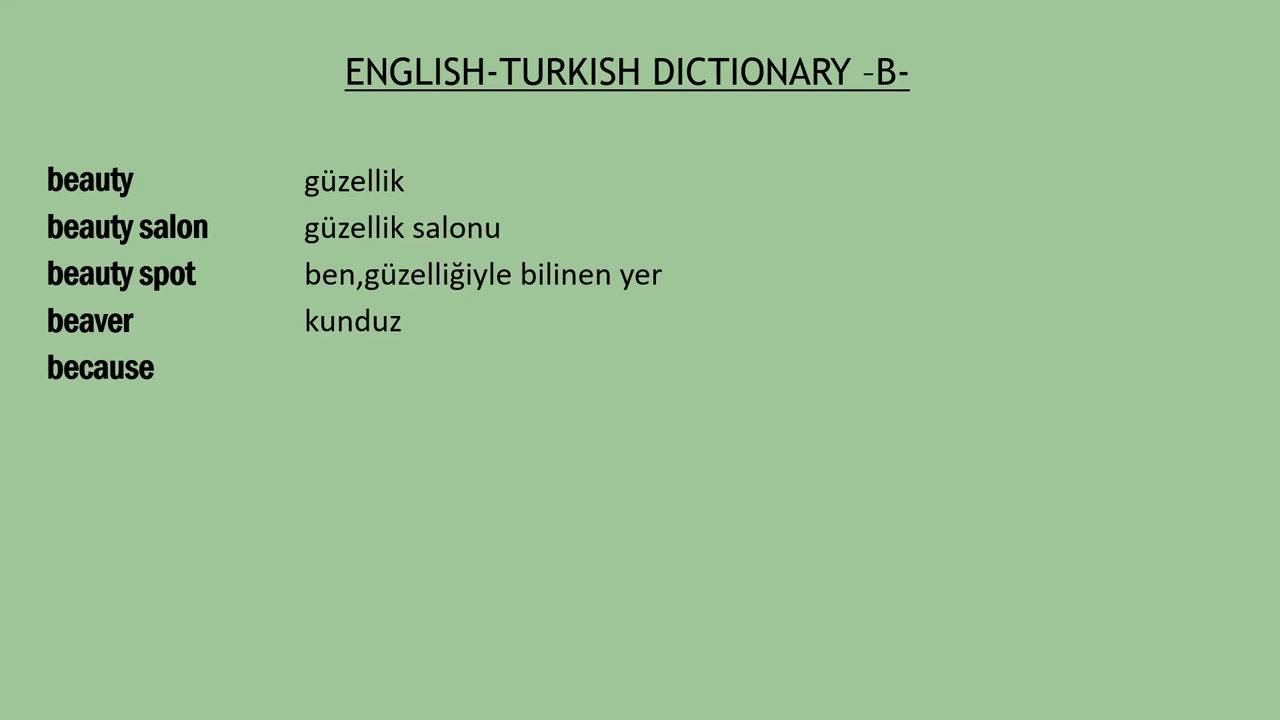 ENGLISH-TURKISH DICTIONARY –B-
beauty güzellik
beauty salon güzellik salonu
beauty spot ben,güzelliğiyle bilinen yer
beaver kunduz
because